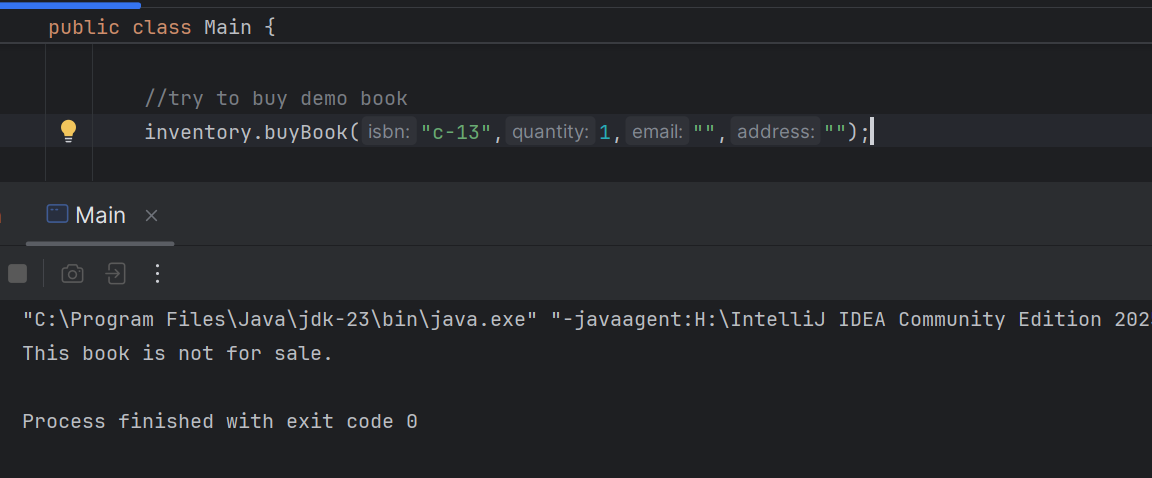 public class Main {
//try to buy demo book
inventory.buyBook( isbn: "c-13", quantity: 1, email: "", address: "");
Main
"C:\Program Files\Java\jdk-23\bin\java.exe" "-javaagent:H:\IntelliJ IDEA Community Edition 202
This book is not for sale.
Process finished with exit code 0